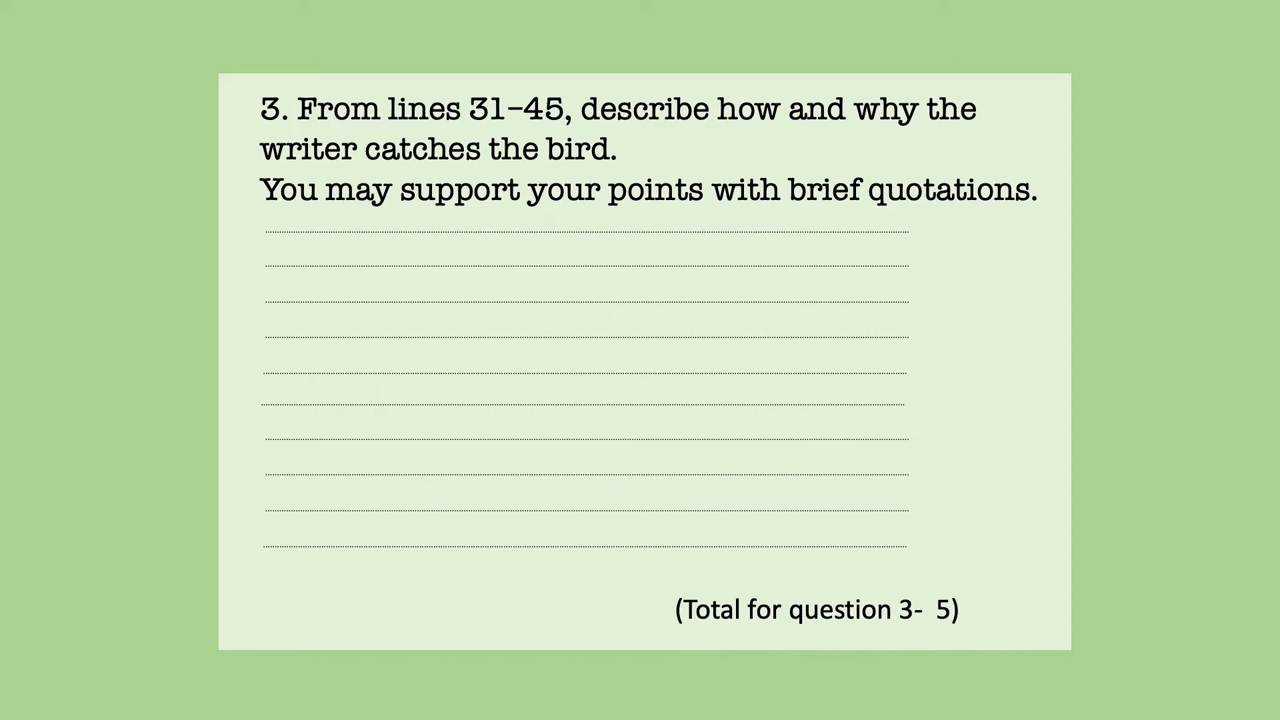 3. From lines 31–45, describe how and why the
writer catches the bird.
You may support your points with brief quotations.
(Total for question 3- 5)